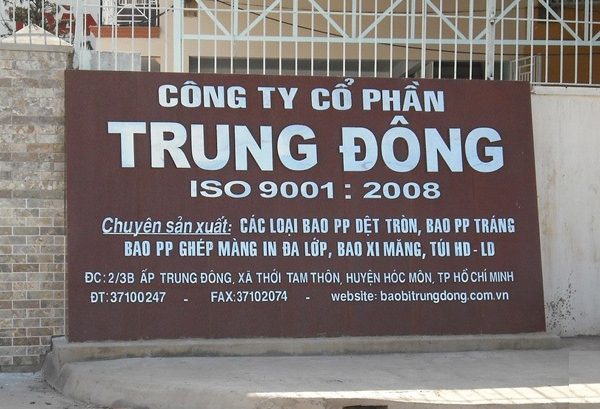 CÔNG TY CỔ PHẦN
TRUNG ĐÔNG
ISO 9001 : 2008
Chuyên sản xuất: CÁC LOẠI BAO PP DỆT TRÒN, BAO PP TRÁNG
BAO PP GHÉP MÀNG IN ĐA LỚP, BAO XI MĂNG, TÚI HD - LD
ĐC: 2/3B ẤP TRUNG ĐÔNG, XÃ THỚI TAM THÔN, HUYỆN HÓC MÔN, TP HỒ CHÍ MINH
ĐT: 37100247 - FAX:37102074 - website: baobitrungdong.com.vn